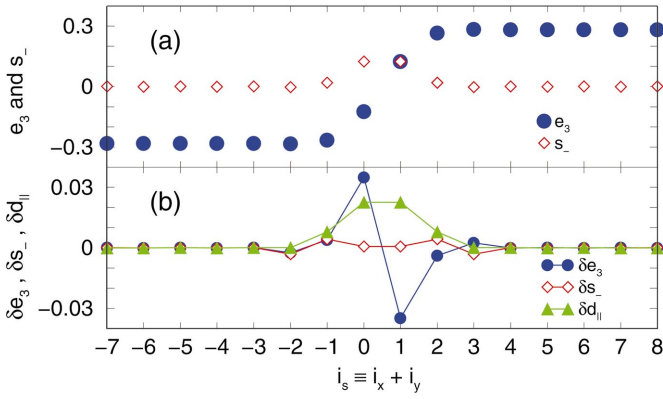 (a)
e₃ and s₋
0.3
0
−0.3
e₃
s₋
(b)
δe₃ , δs₋ , δd||
0.03
0
−0.03
δe₃
δs₋
δd||
−7 −6 −5 −4 −3 −2 −1 0 1 2 3 4 5 6 7 8
iₛ ≡ iₓ + i_y